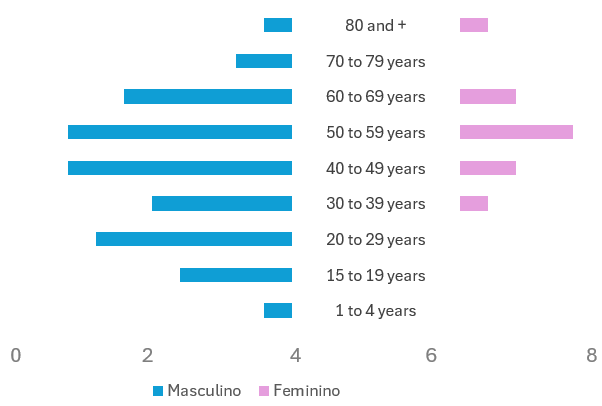 80 and +
70 to 79 years
60 to 69 years
50 to 59 years
40 to 49 years
30 to 39 years
20 to 29 years
15 to 19 years
1 to 4 years
0 2 4 6 8
Masculino Feminino